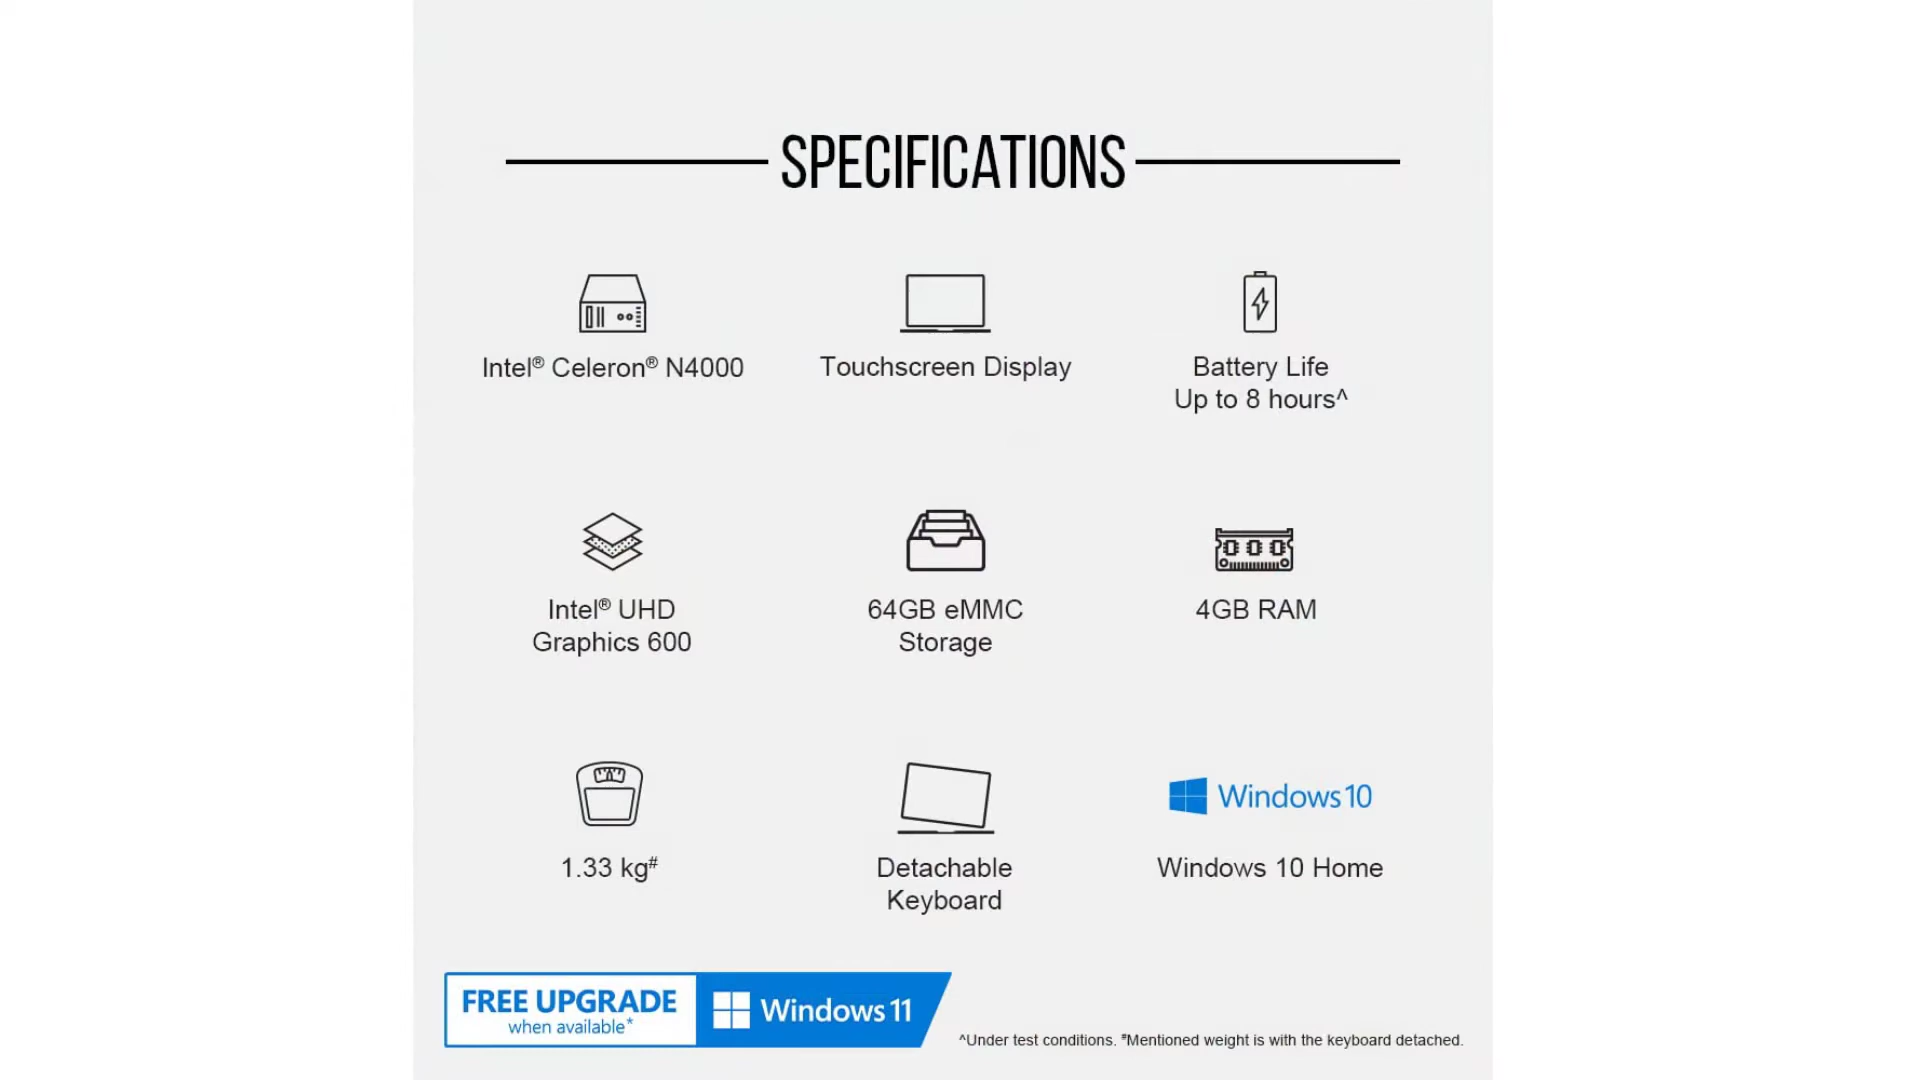 SPECIFICATIONS
Intel® Celeron® N4000
Touchscreen Display
Battery Life
Up to 8 hours^
Intel® UHD
Graphics 600
64GB eMMC
Storage
4GB RAM
1.33 kg#
Detachable
Keyboard
Windows 10
Windows 10 Home
FREE UPGRADE
when available*
Windows 11
^Under test conditions. #Mentioned weight is with the keyboard detached.